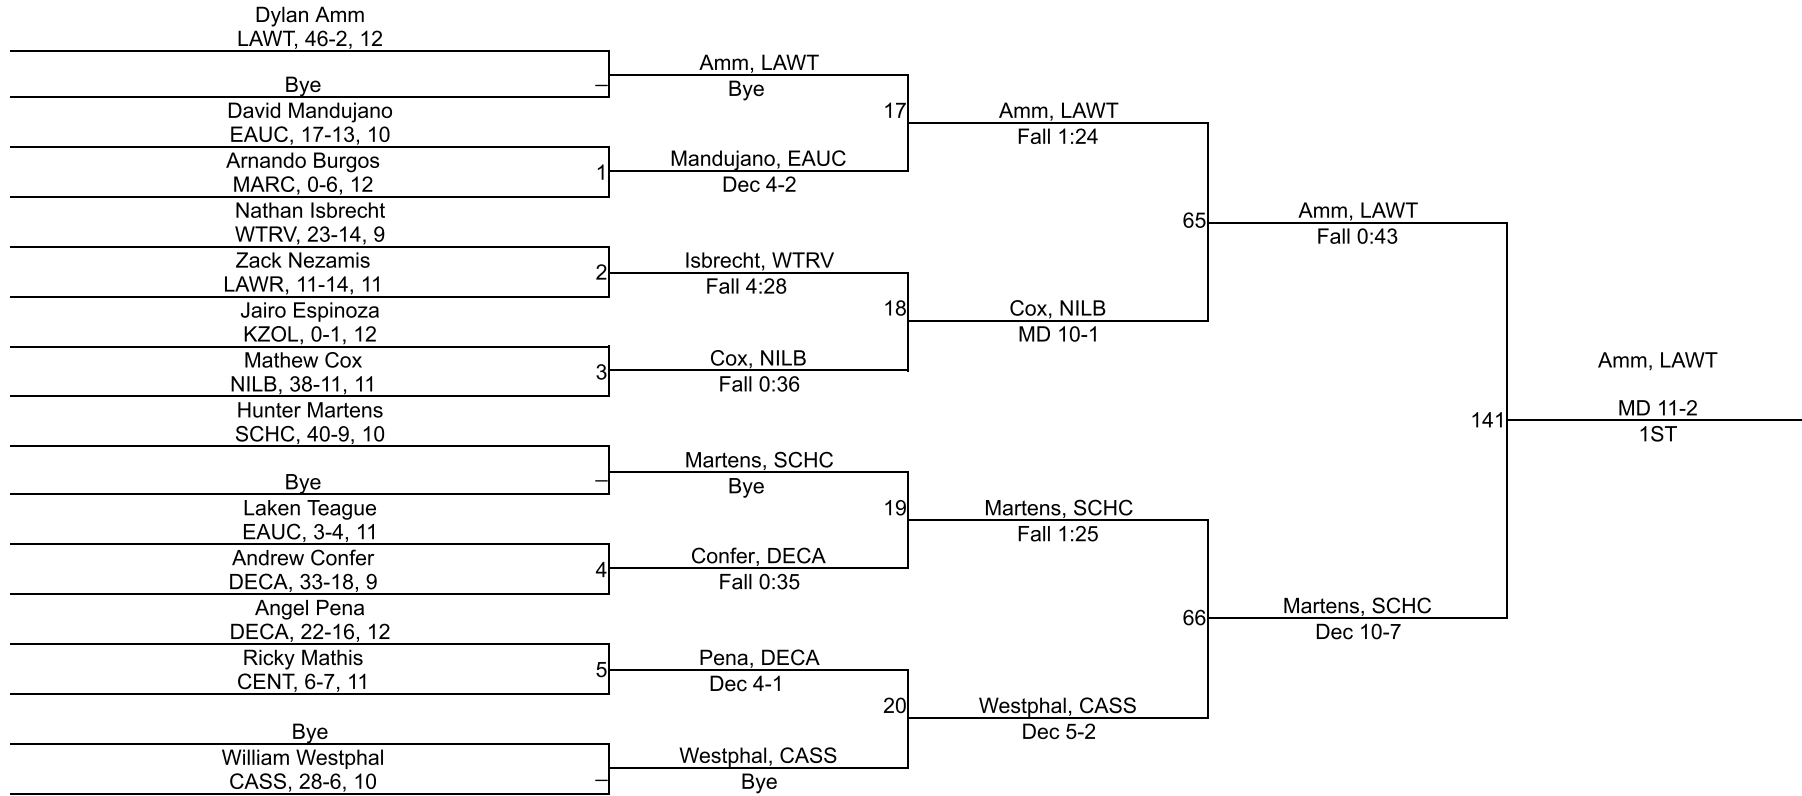 Dylan Amm
LAWT, 46-2, 12
Bye
David Mandujano
EAUC, 17-13, 10
Arnando Burgos
MARC, 0-6, 12
Nathan Isbrecht
WTRV, 23-14, 9
Zack Nezamis
LAWR, 11-14, 11
Jairo Espinoza
KZOL, 0-1, 12
Mathew Cox
NILB, 38-11, 11
Hunter Martens
SCHC, 40-9, 10
Bye
Laken Teague
EAUC, 3-4, 11
Andrew Confer
DECA, 33-18, 9
Angel Pena
DECA, 22-16, 12
Ricky Mathis
CENT, 6-7, 11
Bye
William Westphal
CASS, 28-6, 10
–
1
2
3
–
4
5
–
Amm, LAWT
Bye
Mandujano, EAUC
Dec 4-2
Isbrecht, WTRV
Fall 4:28
Cox, NILB
Fall 0:36
Martens, SCHC
Bye
Confer, DECA
Fall 0:35
Pena, DECA
Dec 4-1
Westphal, CASS
Bye
17
18
19
20
Amm, LAWT
Fall 1:24
Cox, NILB
MD 10-1
Martens, SCHC
Fall 1:25
Westphal, CASS
Dec 5-2
65
66
Amm, LAWT
Fall 0:43
Martens, SCHC
Dec 10-7
141
Amm, LAWT
MD 11-2
1ST